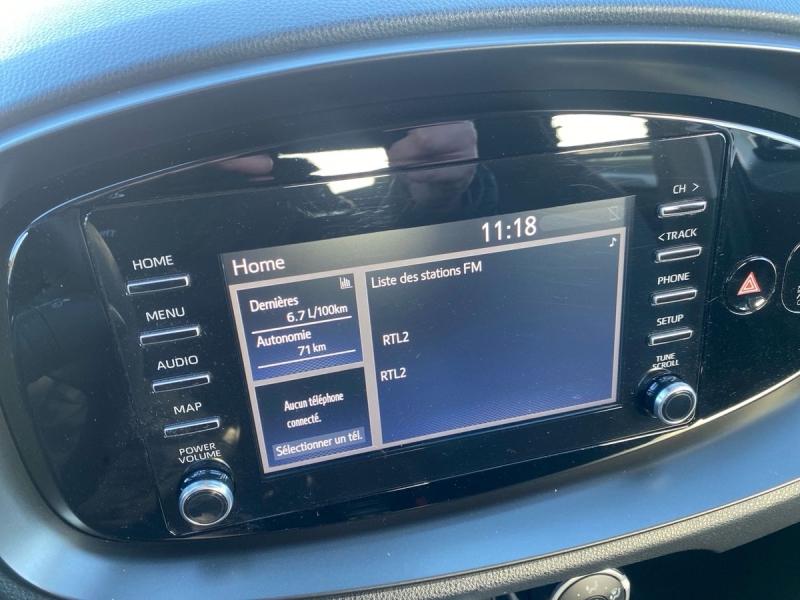 HOME
MENU
AUDIO
MAP
POWER
VOLUME
11:18
Home
Dernières
6.7 L/100km
Autonomie
71 km
Aucun téléphone
connecté.
Sélectionner un tél.
Liste des stations FM
RTL2
RTL2
CH >
< TRACK
PHONE
SETUP
TUNE
SCROLL